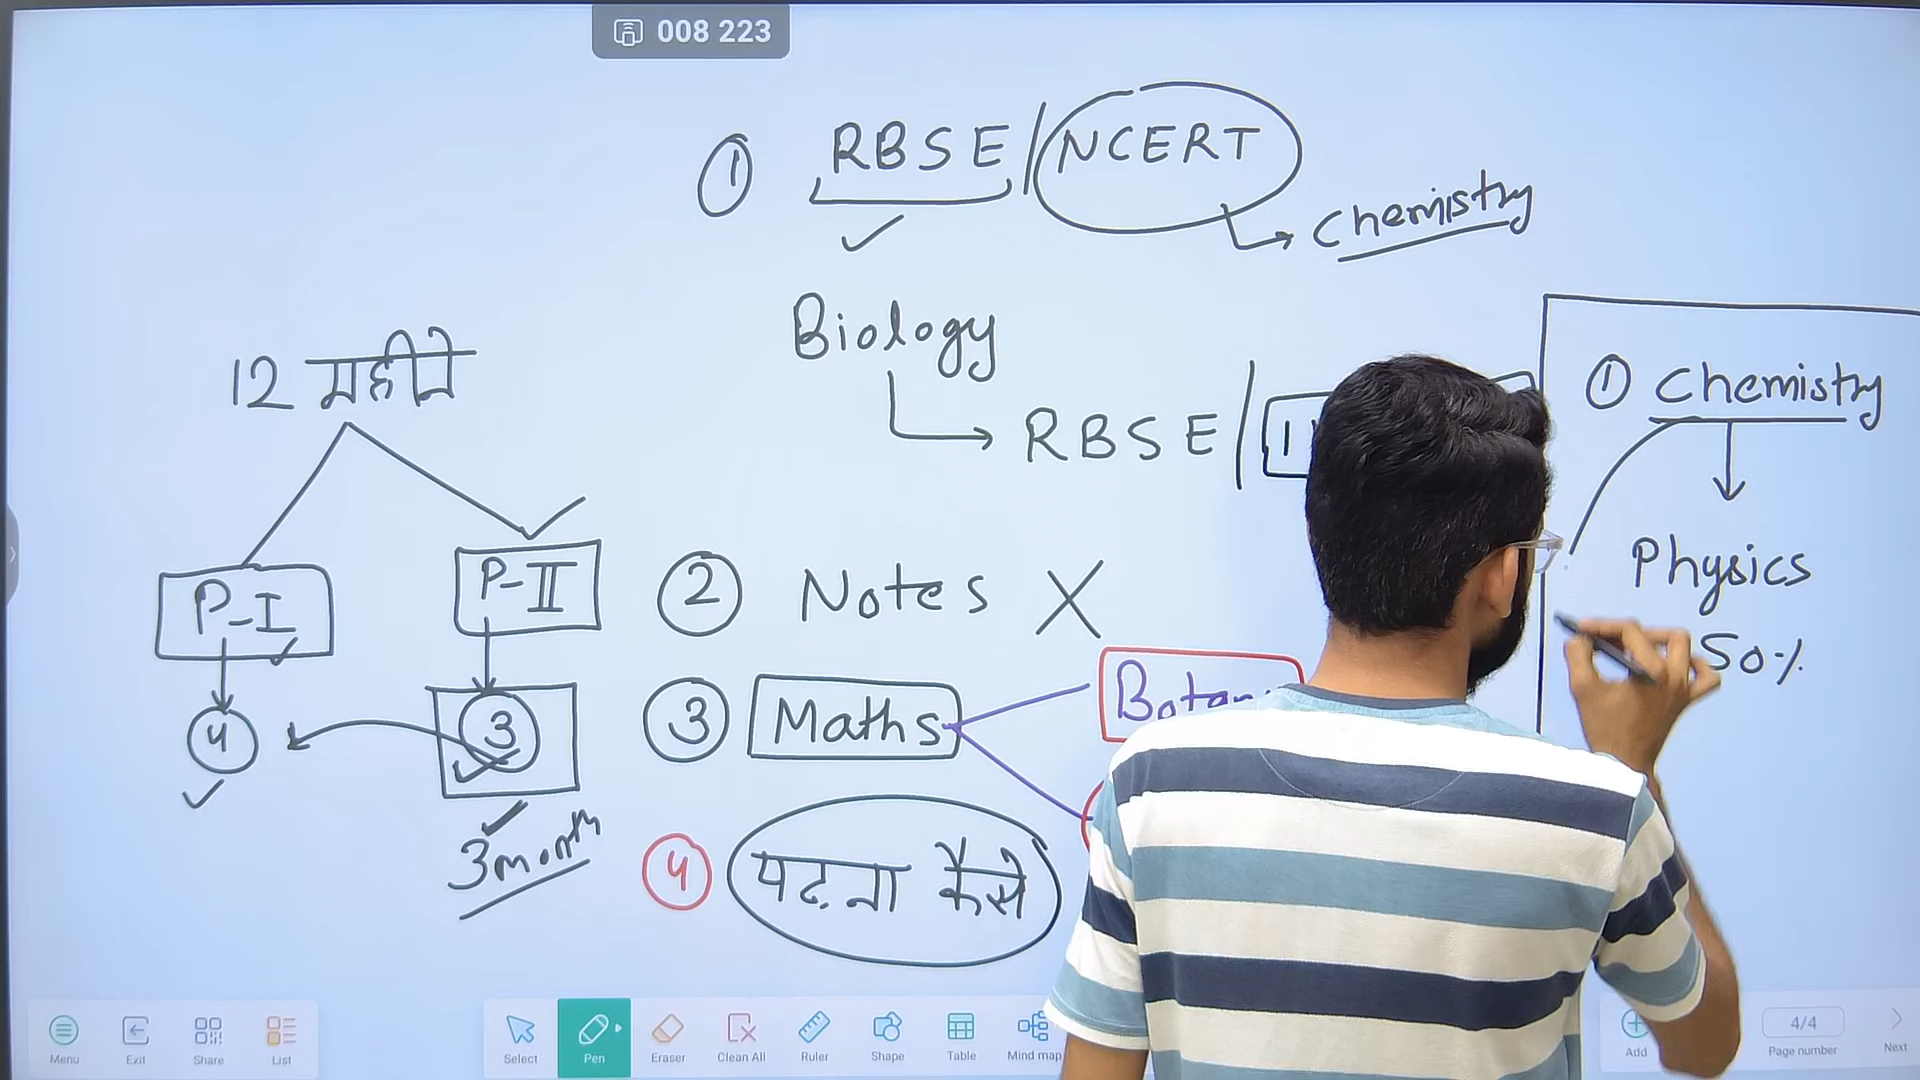 008 223
① RBSE / NCERT
✓
→ Chemistry
Biology
→ RBSE /
12 महीने
P-I
P-II
4
3
3 month
② Notes X
③ Maths
④ पढ़ना कैसे
① Chemistry
Physics
50%
Menu
Exit
Share
List
Select
Pen
Eraser
Clean All
Ruler
Shape
Table
Mind map
Add
4/4
Page number
Next